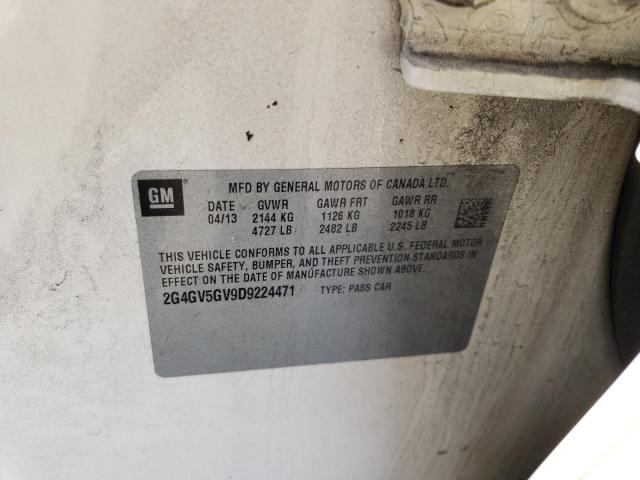 GM
MFD BY GENERAL MOTORS OF CANADA LTD.
DATE GVWR GAWR FRT GAWR RR
04/13 2144 KG 1126 KG 1018 KG
4727 LB 2482 LB 2245 LB
THIS VEHICLE CONFORMS TO ALL APPLICABLE U.S. FEDERAL MOTOR
VEHICLE SAFETY, BUMPER, AND THEFT PREVENTION STANDARDS IN
EFFECT ON THE DATE OF MANUFACTURE SHOWN ABOVE.
2G4GV5GV9D9224471 TYPE: PASS CAR